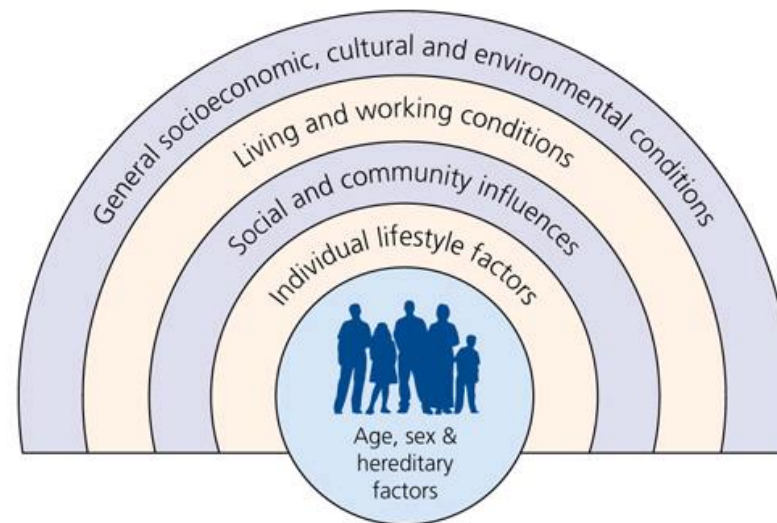 General socioeconomic, cultural and environmental conditions
Living and working conditions
Social and community influences
Individual lifestyle factors
Age, sex &
hereditary
factors